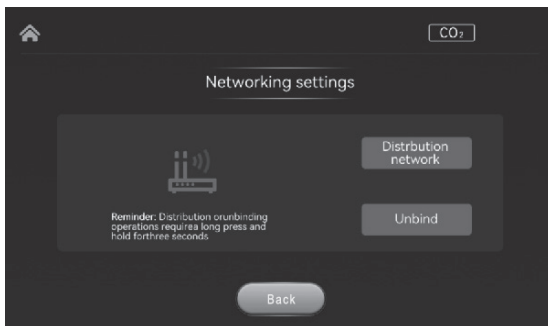 CO₂
Networking settings
Distrbution
network
Reminder: Distribution orunbinding
operations requirea long press and
hold forthree seconds
Unbind
Back